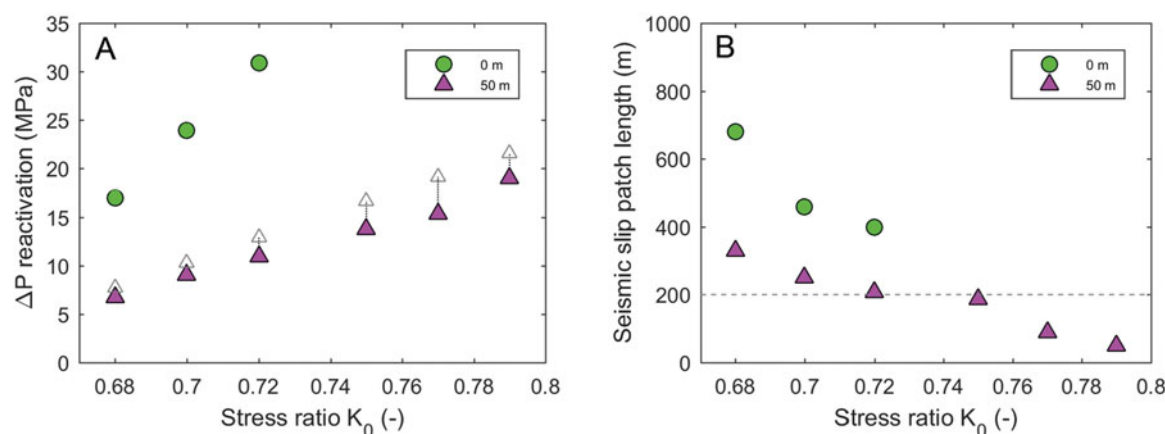 A
0 m
50 m
35
30
25
20
15
10
5
0
ΔP reactivation (MPa)
0.68 0.7 0.72 0.74 0.76 0.78 0.8
Stress ratio K0 (-)
B
0 m
50 m
1000
800
600
400
200
0
Seismic slip patch length (m)
0.68 0.7 0.72 0.74 0.76 0.78 0.8
Stress ratio K0 (-)